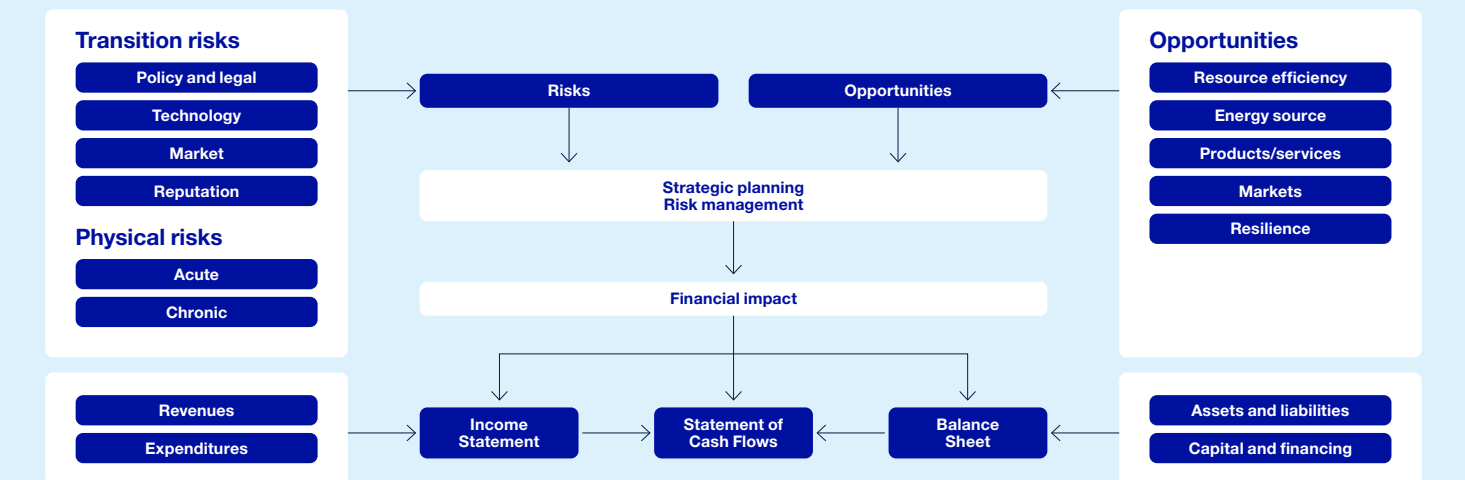 Transition risks
Policy and legal
Technology
Market
Reputation
Physical risks
Acute
Chronic
Revenues
Expenditures
Risks
Opportunities
Strategic planning
Risk management
Financial impact
Income
Statement
Statement of
Cash Flows
Balance
Sheet
Opportunities
Resource efficiency
Energy source
Products/services
Markets
Resilience
Assets and liabilities
Capital and financing